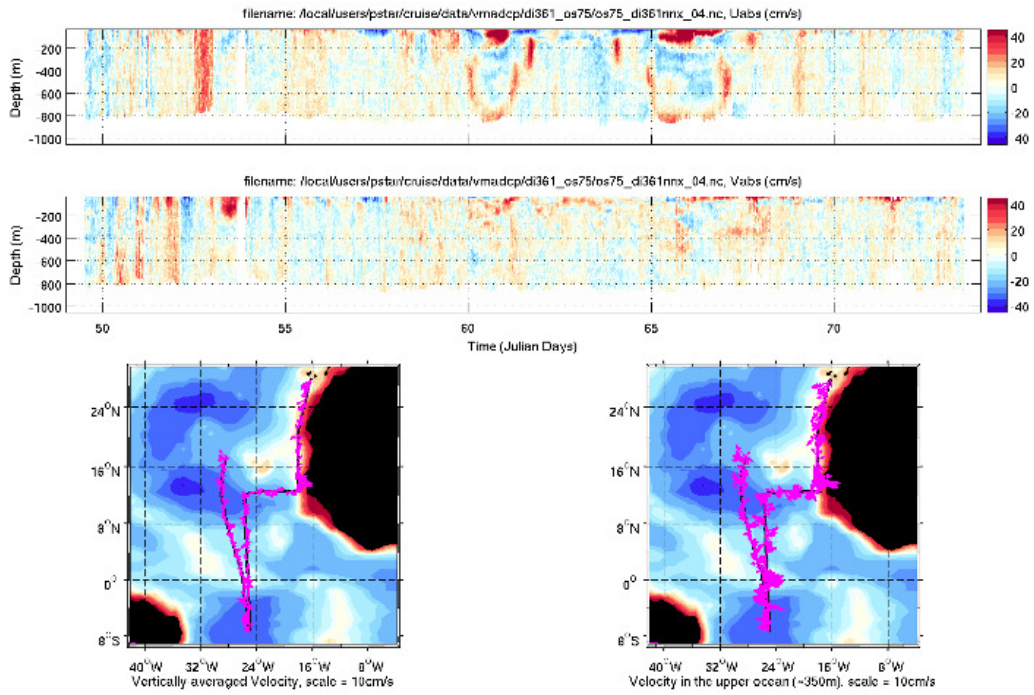 filename: /local/users/pstar/cruise/data/vmadcp/di361_os75/os75_di361nnx_04.nc, Uabs (cm/s)
Depth (m)
-200
-400
-600
-800
-1000
40
20
0
-20
-40
filename: /local/users/pstar/cruise/data/vmadcp/di361_os75/os75_di361nnx_04.nc, Vabs (cm/s)
Depth (m)
-200
-400
-600
-800
-1000
40
20
0
-20
-40
50 55 60 65 70
Time (Julian Days)
24°N
16°N
8°N
0°
8°S
40°W 32°W 24°W 16°W 8°W
Vertically averaged Velocity, scale = 10cm/s
24°N
16°N
8°N
0°
8°S
40°W 32°W 24°W 16°W 8°W
Velocity in the upper ocean (~350m), scale = 10cm/s